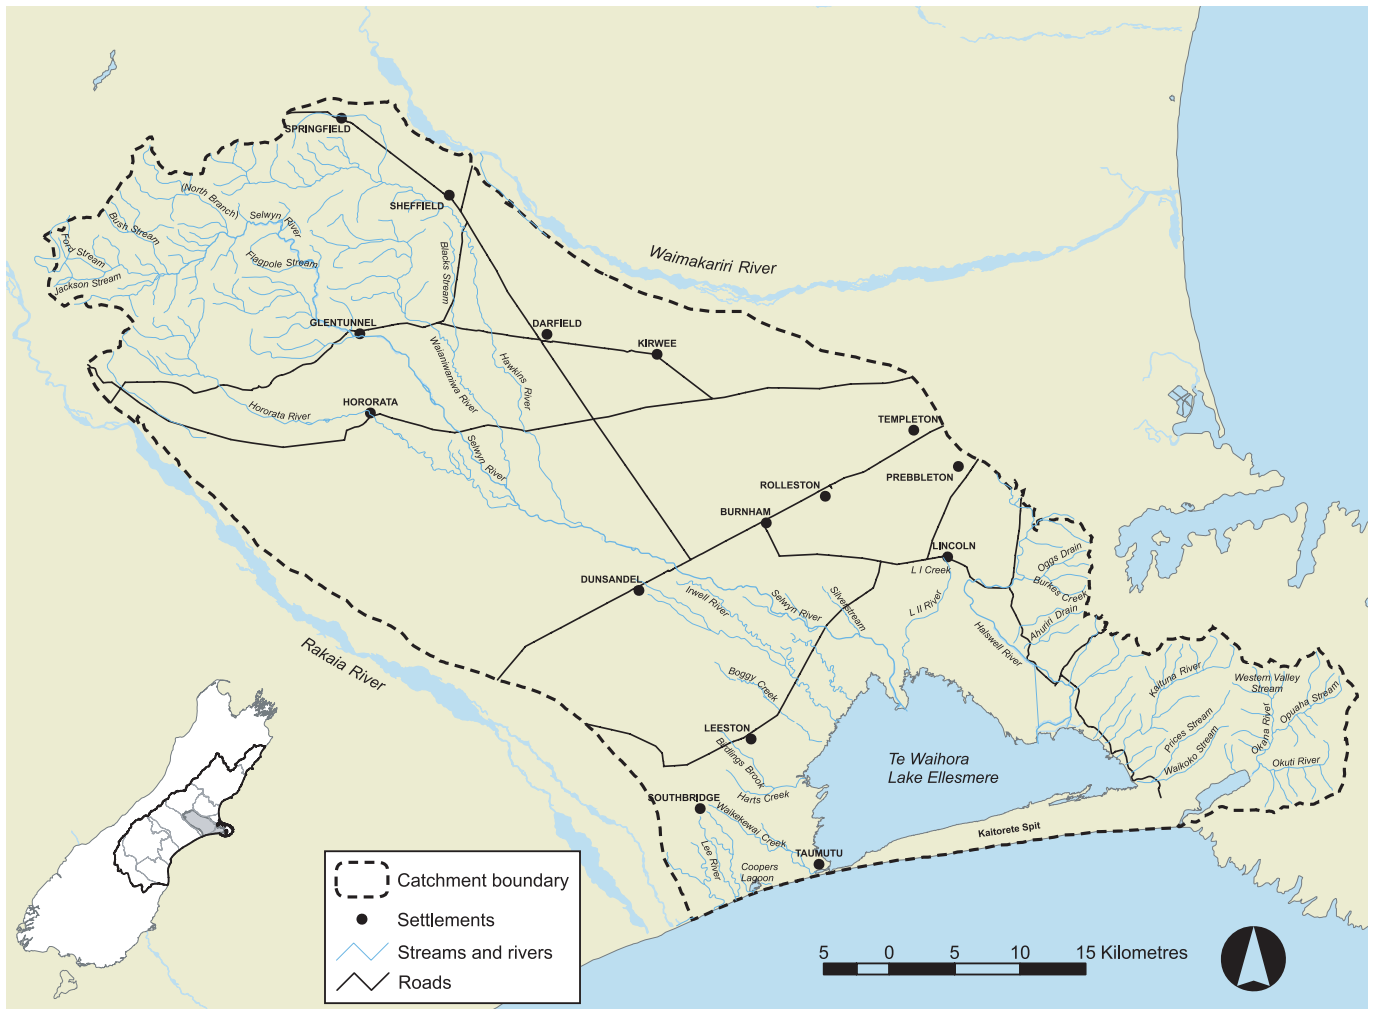 SPRINGFIELD
SHEFFIELD
(North Branch)
Selwyn
River
Bush Stream
Ford Stream
Jackson Stream
Flagpole Stream
Blacks Stream
Waimakariri River
GLENTUNNEL
DARFIELD
KIRWEE
Waianiwaniwa River
Hawkins River
Hororata River
HORORATA
Selwyn River
TEMPLETON
PREBBLETON
ROLLESTON
BURNHAM
LINCOLN
L I Creek
Oggs Drain
Burkes Creek
Ahuriri Drain
DUNSANDEL
Irwell River
Selwyn River
Silverstream
L II River
Halswell River
Rakaia River
Boggy Creek
Kaituna River
Western Valley
Stream
Opuaha Stream
Prices Stream
Okana River
Waikoko Stream
Okuti River
LEESTON
Birdlings Brook
Harts Creek
Te Waihora
Lake Ellesmere
SOUTHBRIDGE
Waikekewai Creek
Lee River
Coopers
Lagoon
TAUMUTU
Kaitorete Spit
Catchment boundary
Settlements
Streams and rivers
Roads
5 0 5 10 15 Kilometres